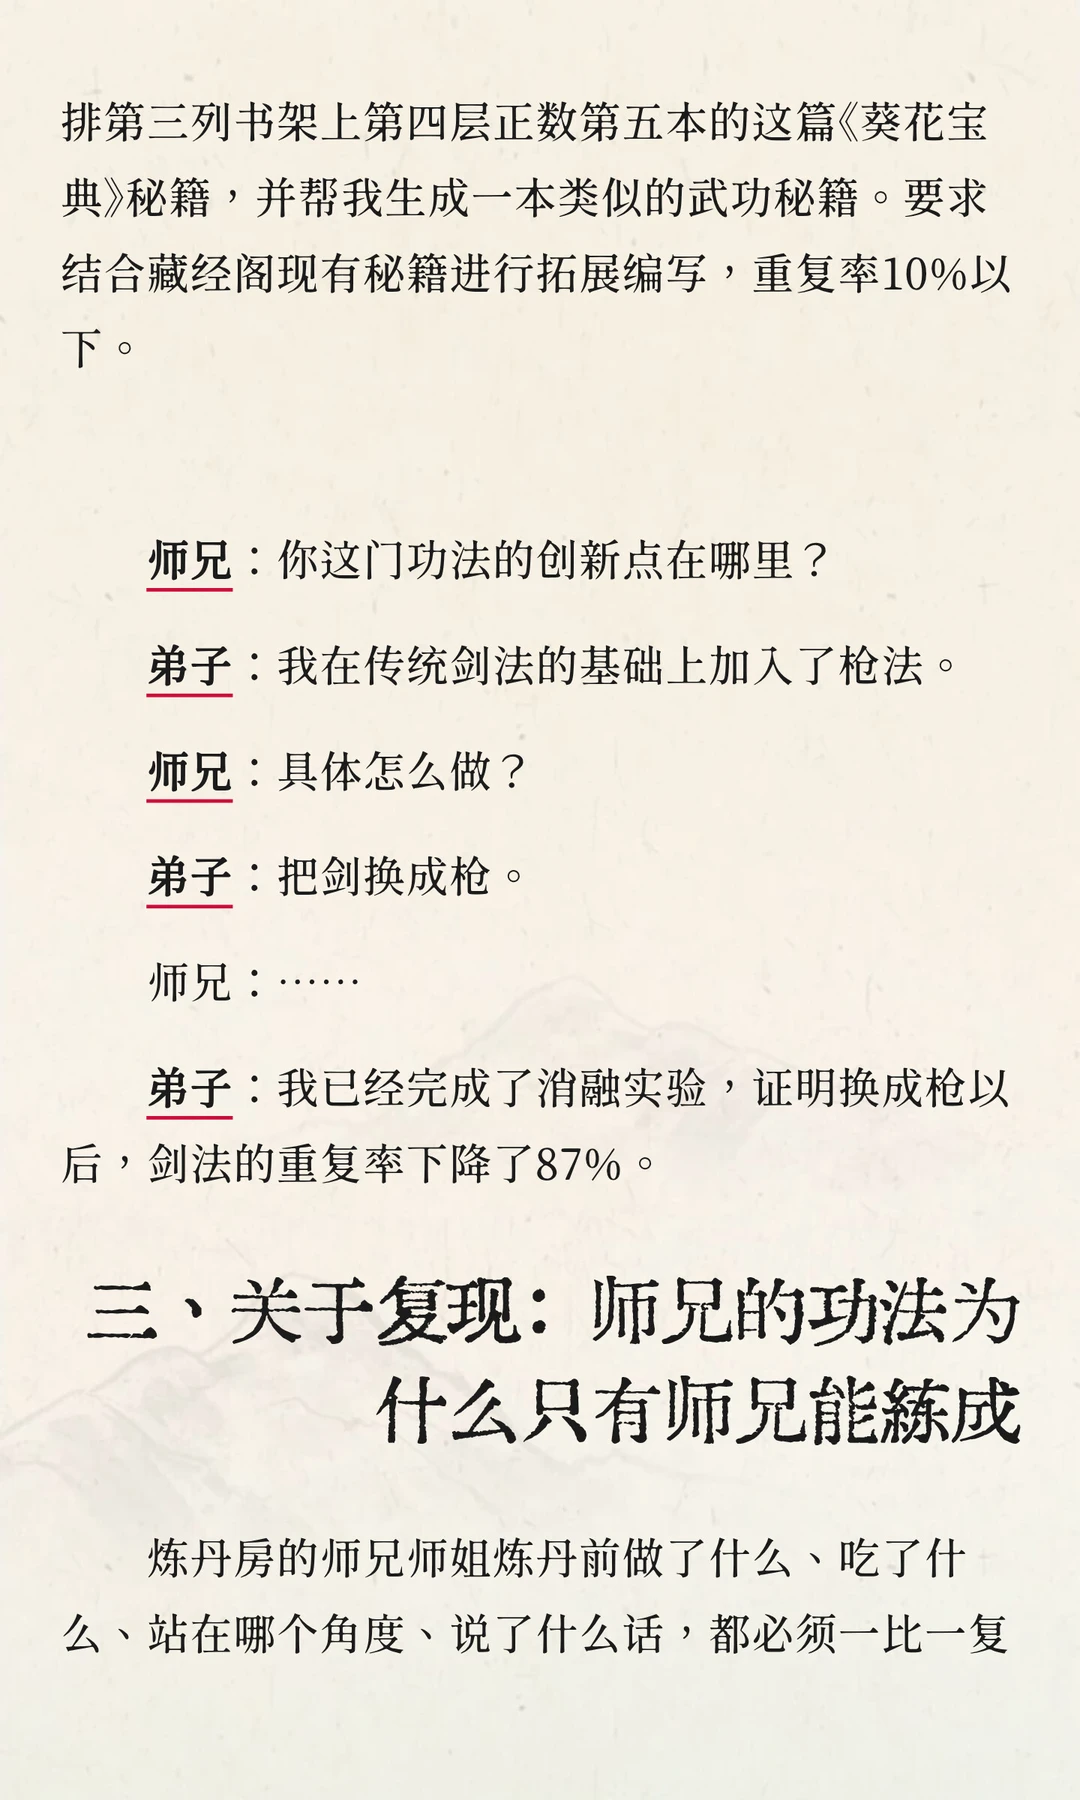 排第三列书架上第四层正数第五本的这篇《葵花宝
典》秘籍，并帮我生成一本类似的武功秘籍。要求
结合藏经阁现有秘籍进行拓展编写，重复率10%以
下。
师兄：你这门功法的创新点在哪里？
弟子：我在传统剑法的基础上加入了枪法。
师兄：具体怎么做？
弟子：把剑换成枪。
师兄：……
弟子：我已经完成了消融实验，证明换成枪以
后，剑法的重复率下降了87%。
三、关于复现：师兄的功法为
什么只有师兄能練成
炼丹房的师兄师姐炼丹前做了什么、吃了什
么、站在哪个角度、说了什么话，都必须一比一复